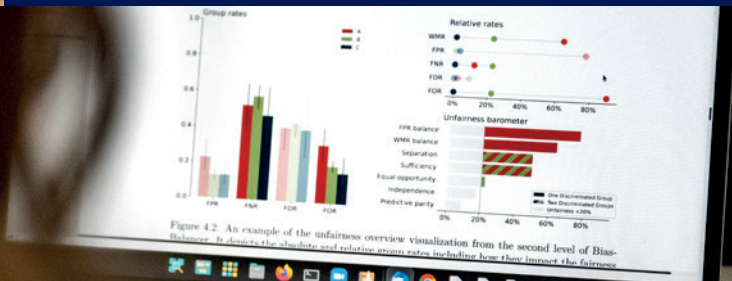 Group rates
1.0
0.8
0.6
0.4
0.2
0.0
A
B
C
FPR
FNR
FDR
FOR
Relative rates
WMR
FPR
FNR
FDR
FOR
0% 20% 40% 60% 80%
Unfairness barometer
FPR balance
WMR balance
Separation
Sufficiency
Equal opportunity
Independence
Predictive parity
0% 20% 40% 60% 80%
One Discriminated Group
Two Discriminated Groups
Unfairness <20%
Figure 4.2: An example of the unfairness overview visualization from the second level of Bias-
Balancer. It depicts the absolute and relative group rates including how they impact the fairness